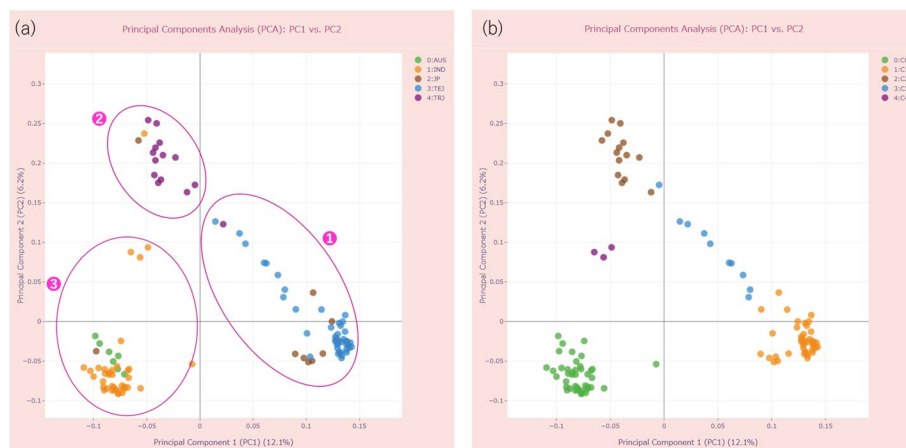 (a)
Principal Components Analysis (PCA): PC1 vs. PC2
0:AUS
1:IND
2:JP
3:TEJ
4:TRJ
0.3
0.25
0.2
0.15
0.1
0.05
0
−0.05
−0.1
Principal Component 2 (PC2) (6.2%)
2
1
3
−0.1
−0.05
0
0.05
0.1
0.15
Principal Component 1 (PC1) (12.1%)
(b)
Principal Components Analysis (PCA): PC1 vs. PC2
0.3
0.25
0.2
0.15
0.1
0.05
0
−0.05
−0.1
Principal Component 2 (PC2) (6.2%)
−0.1
−0.05
0
0.05
0.1
0.15
Principal Component 1 (PC1) (12.1%)